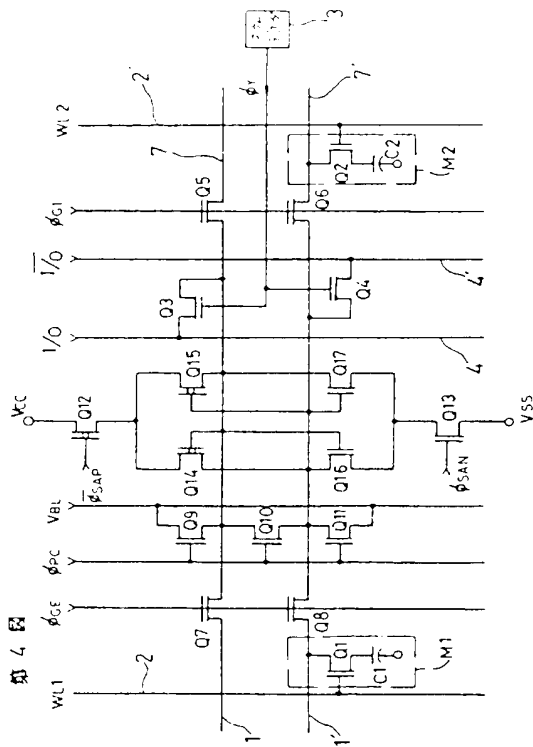 第 4 図
WL1
φGE
φPC
VBL
φSAP
VCC
I/O
I/O
φGI
WL2
2
Q12
7
φY
3
2'
Q7
Q9
Q14
Q15
Q3
Q5
1
Q10
7'
Q8
Q11
Q16
Q17
Q4
Q6
1'
Q1
C1
M1
φSAN
Q13
VSS
4
4'
Q2
C2
M2